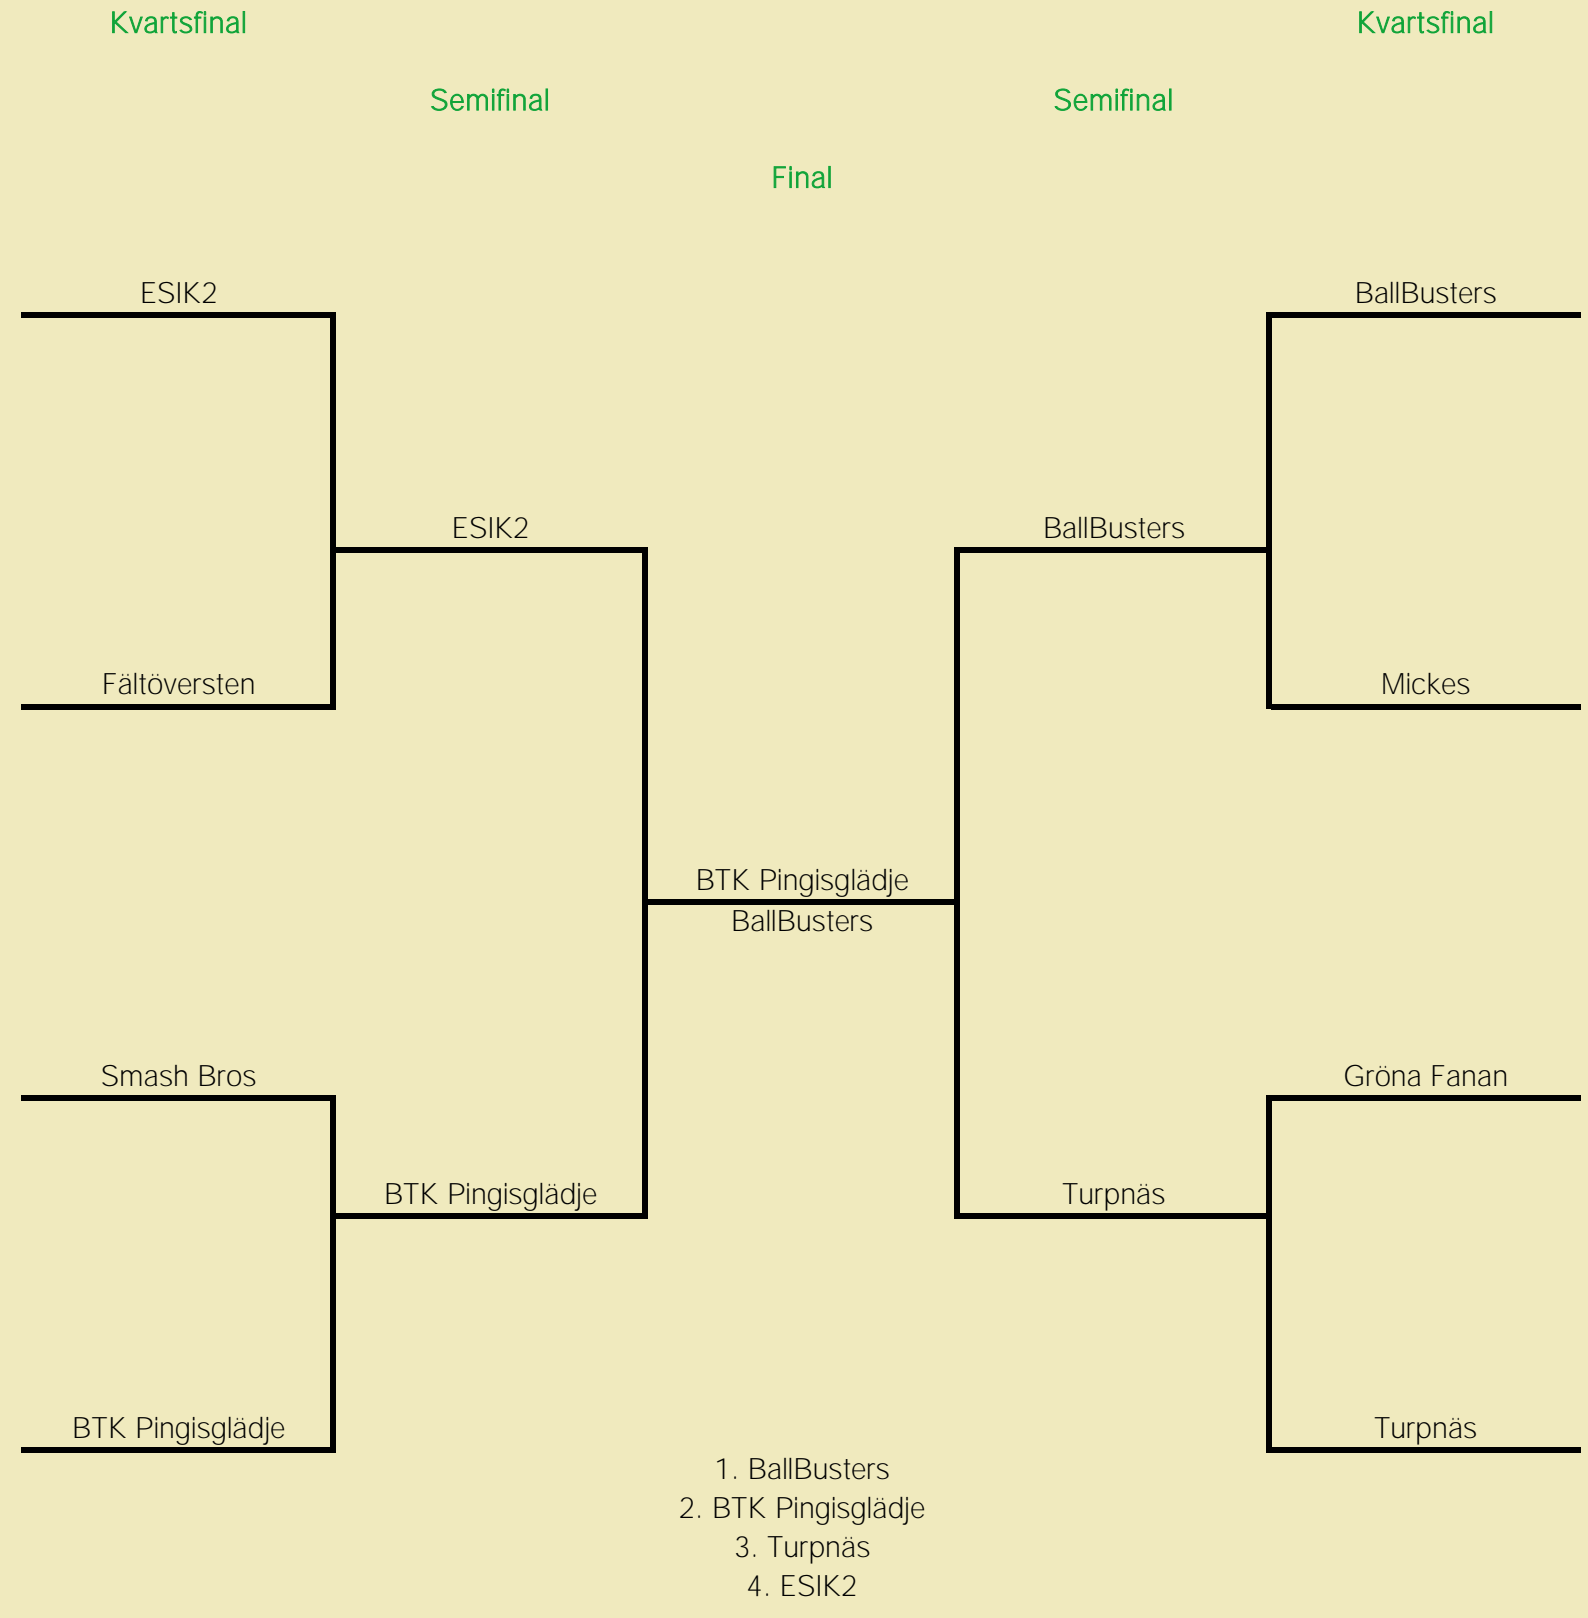 Kvartsfinal
Kvartsfinal
Semifinal
Semifinal
Final
ESIK2
BallBusters
ESIK2
BallBusters
Fältöversten
Mickes
BTK Pingisglädje
BallBusters
Smash Bros
Gröna Fanan
BTK Pingisglädje
Turpnäs
BTK Pingisglädje
Turpnäs
1. BallBusters
2. BTK Pingisglädje
3. Turpnäs
4. ESIK2